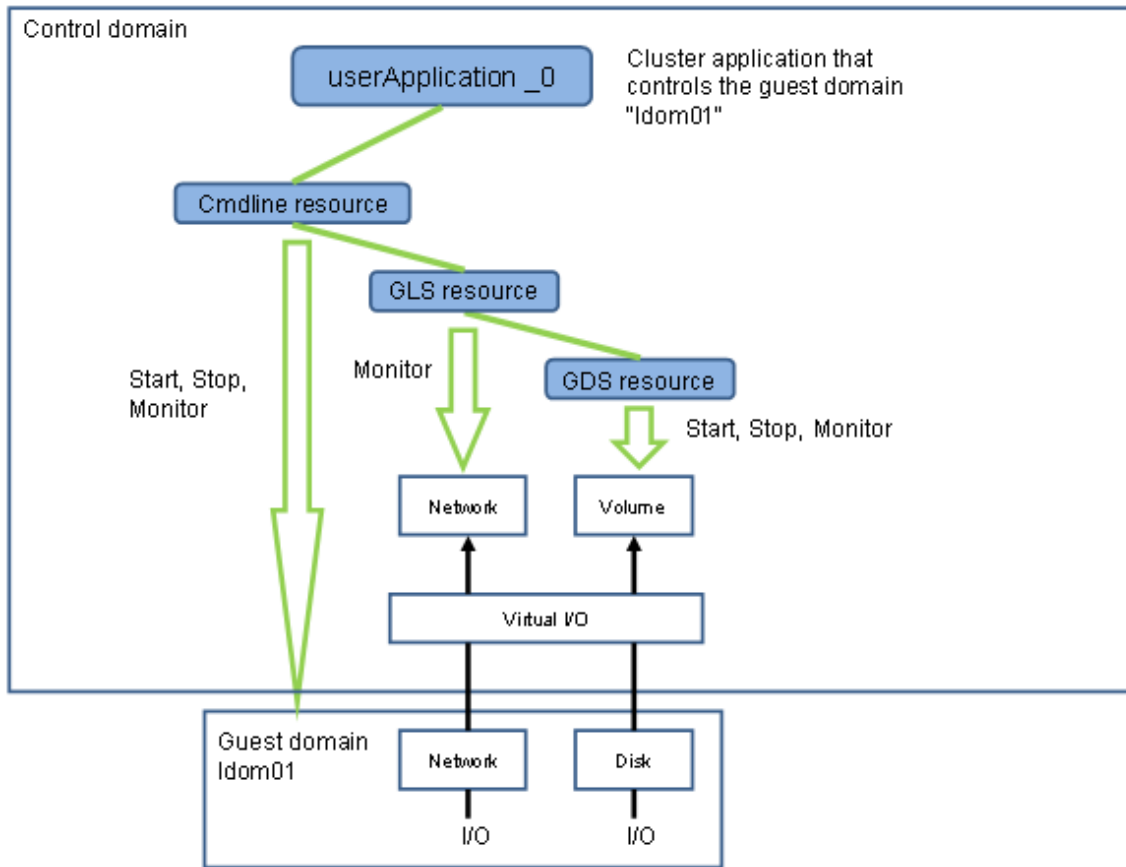 Control domain
userApplication _0
Cluster application that
controls the guest domain
"ldom01"
Cmdline resource
GLS resource
Monitor
GDS resource
Start, Stop,
Monitor
Start, Stop, Monitor
Network
Volume
Virtual I/O
Guest domain
ldom01
Network
Disk
I/O
I/O